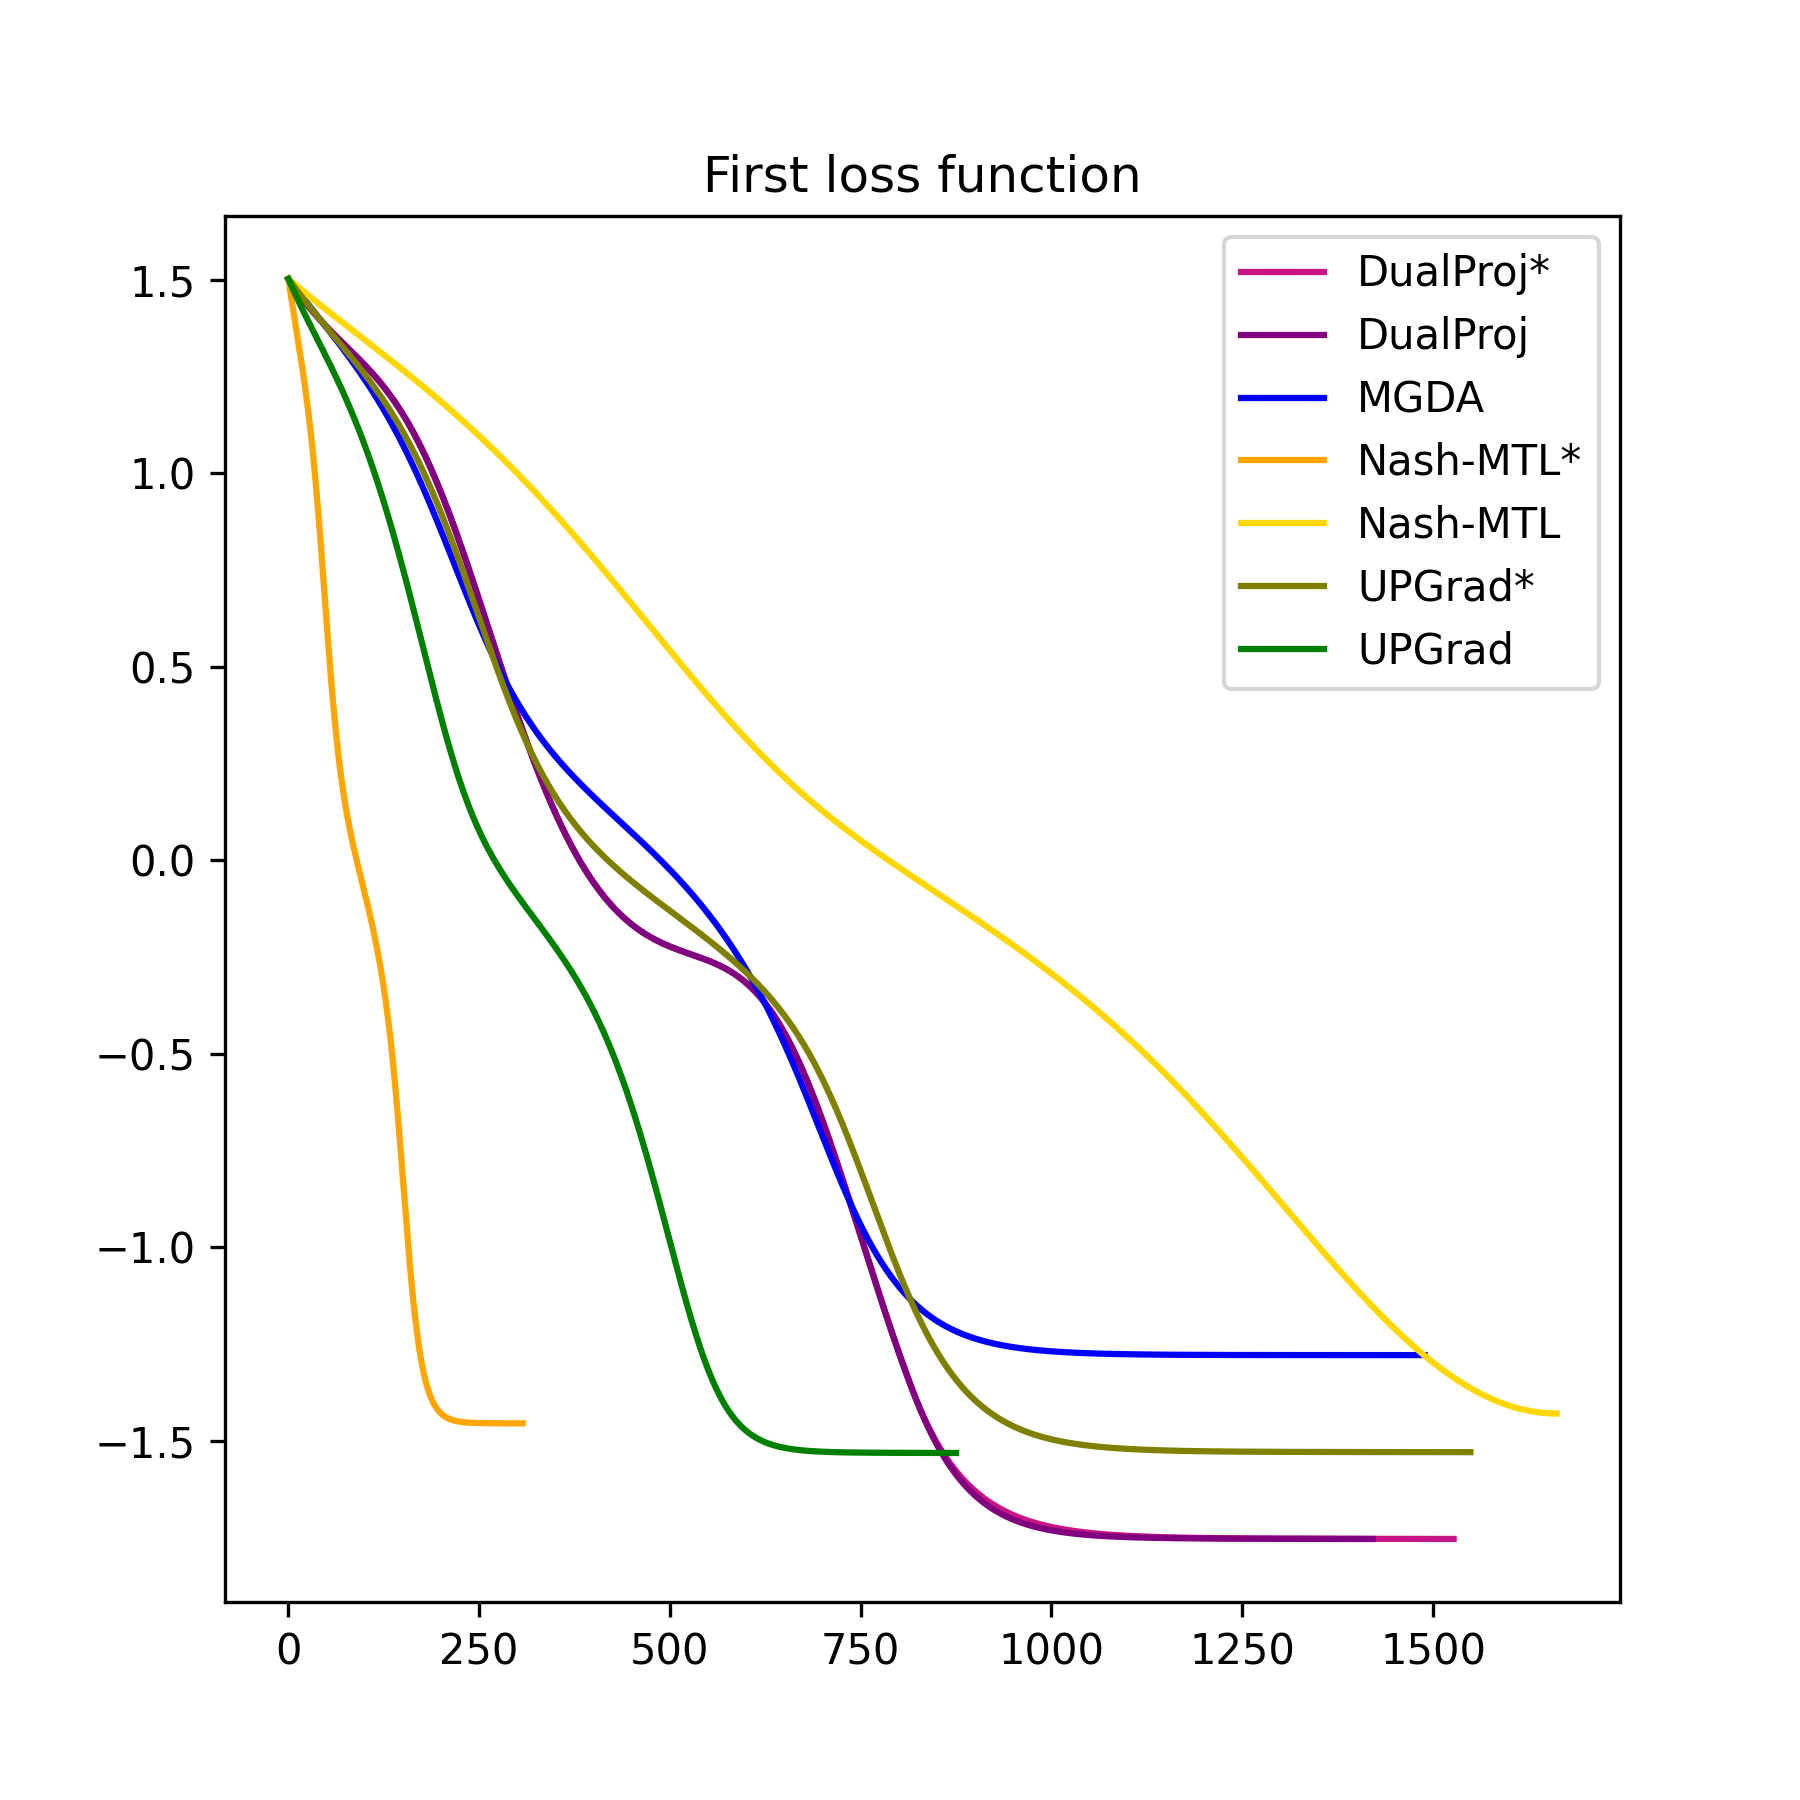 First loss function
1.5
1.0
0.5
0.0
−0.5
−1.0
−1.5
DualProj*
DualProj
MGDA
Nash-MTL*
Nash-MTL
UPGrad*
UPGrad
0 250 500 750 1000 1250 1500